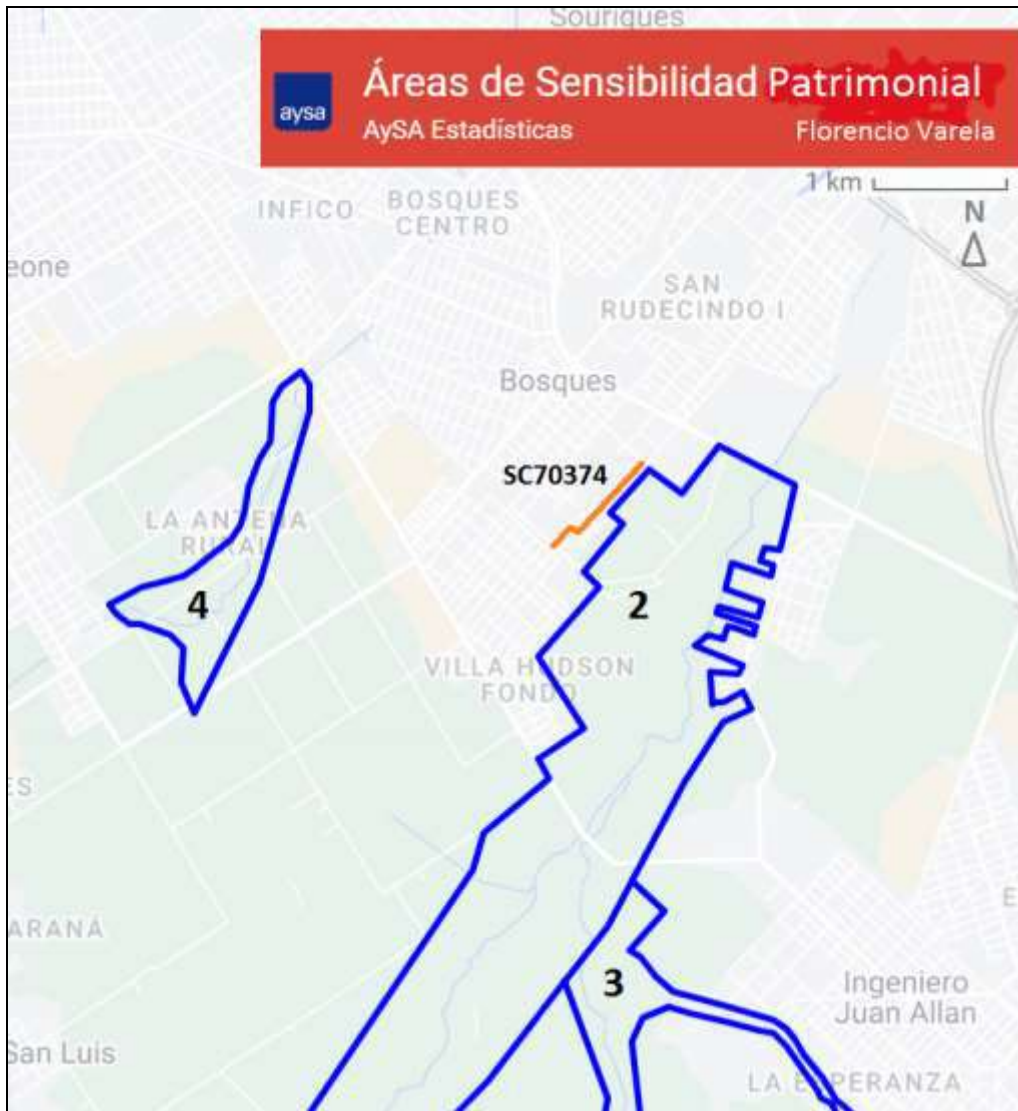 Sourigues
aysa
Áreas de Sensibilidad Patrimonial
AySA Estadísticas
Florencio Varela
1 km
N
INFICO
BOSQUES
CENTRO
eone
SAN
RUDECINDO I
Bosques
SC70374
LA ANTENA
RURAL
4
2
VILLA HUDSON
FONDO
ES
ARANÁ
E
3
Ingeniero
Juan Allan
San Luis
LA ESPERANZA